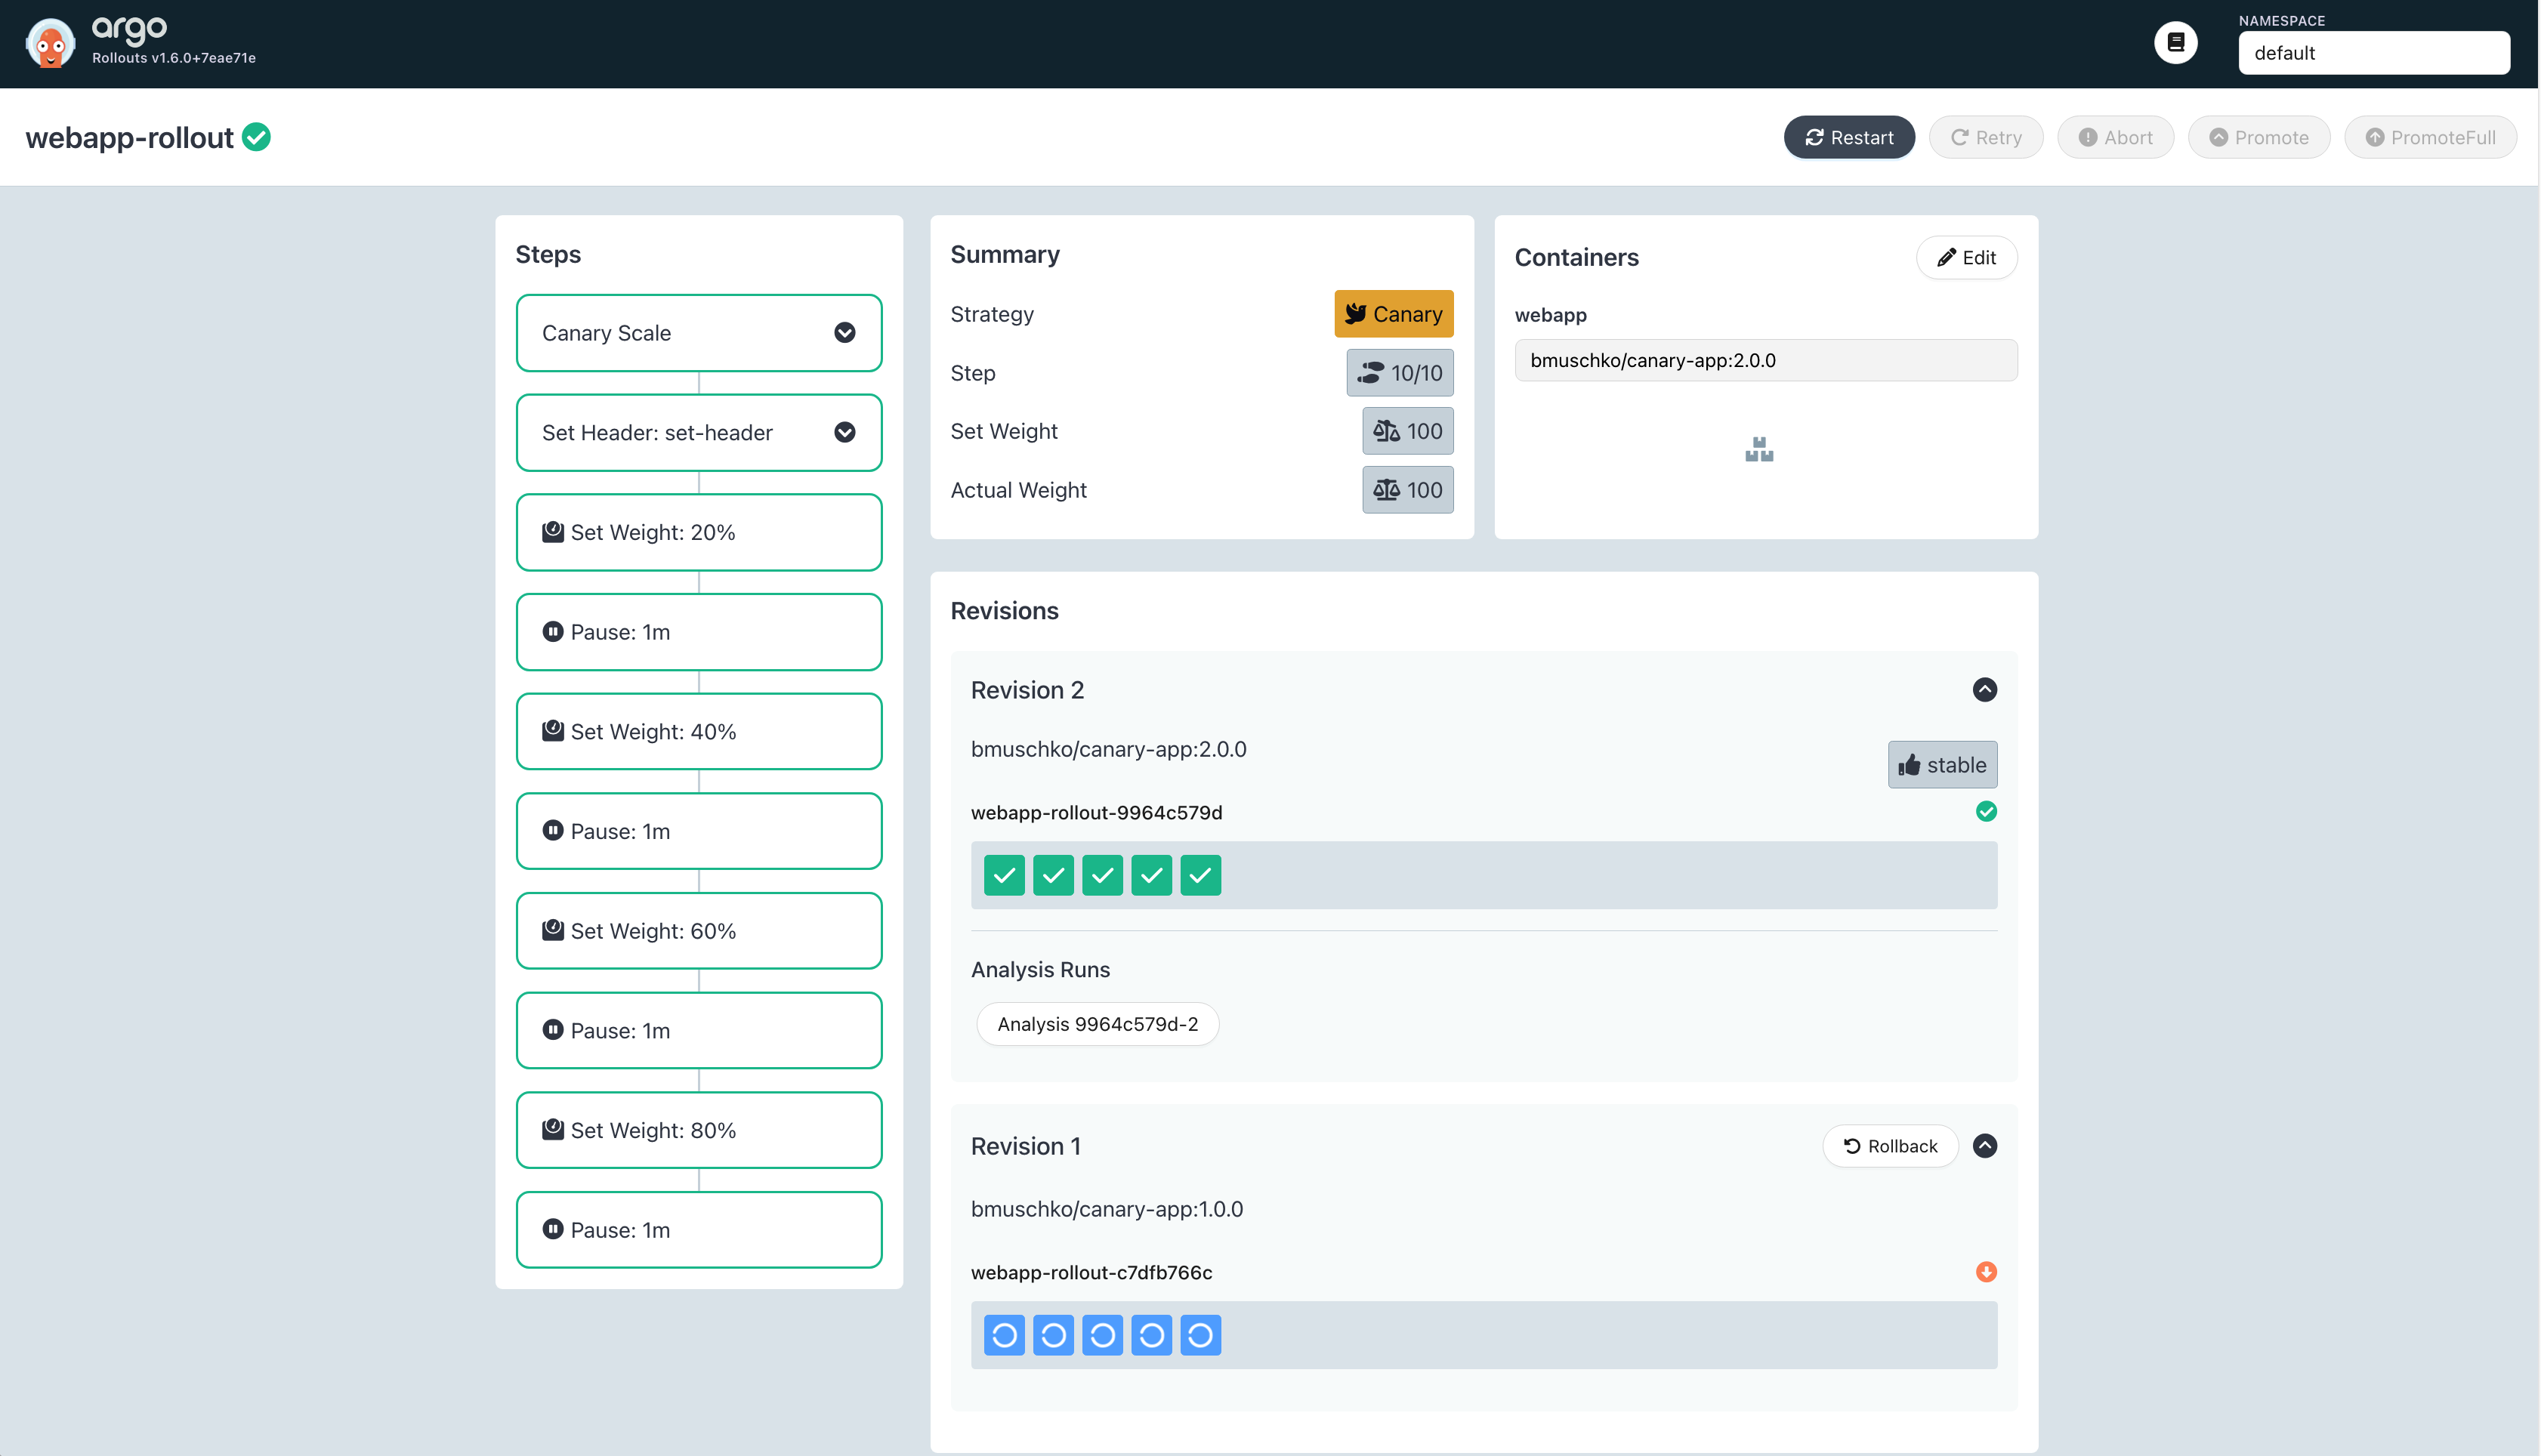 argo
Rollouts v1.6.0+7eae71e
NAMESPACE
default
webapp-rollout
Restart
Retry
Abort
Promote
PromoteFull
Steps
Canary Scale
Set Header: set-header
Set Weight: 20%
Pause: 1m
Set Weight: 40%
Pause: 1m
Set Weight: 60%
Pause: 1m
Set Weight: 80%
Pause: 1m
Summary
Strategy
Canary
Step
10/10
Set Weight
100
Actual Weight
100
Containers
Edit
webapp
bmuschko/canary-app:2.0.0
Revisions
Revision 2
bmuschko/canary-app:2.0.0
stable
webapp-rollout-9964c579d
Analysis Runs
Analysis 9964c579d-2
Revision 1
Rollback
bmuschko/canary-app:1.0.0
webapp-rollout-c7dfb766c